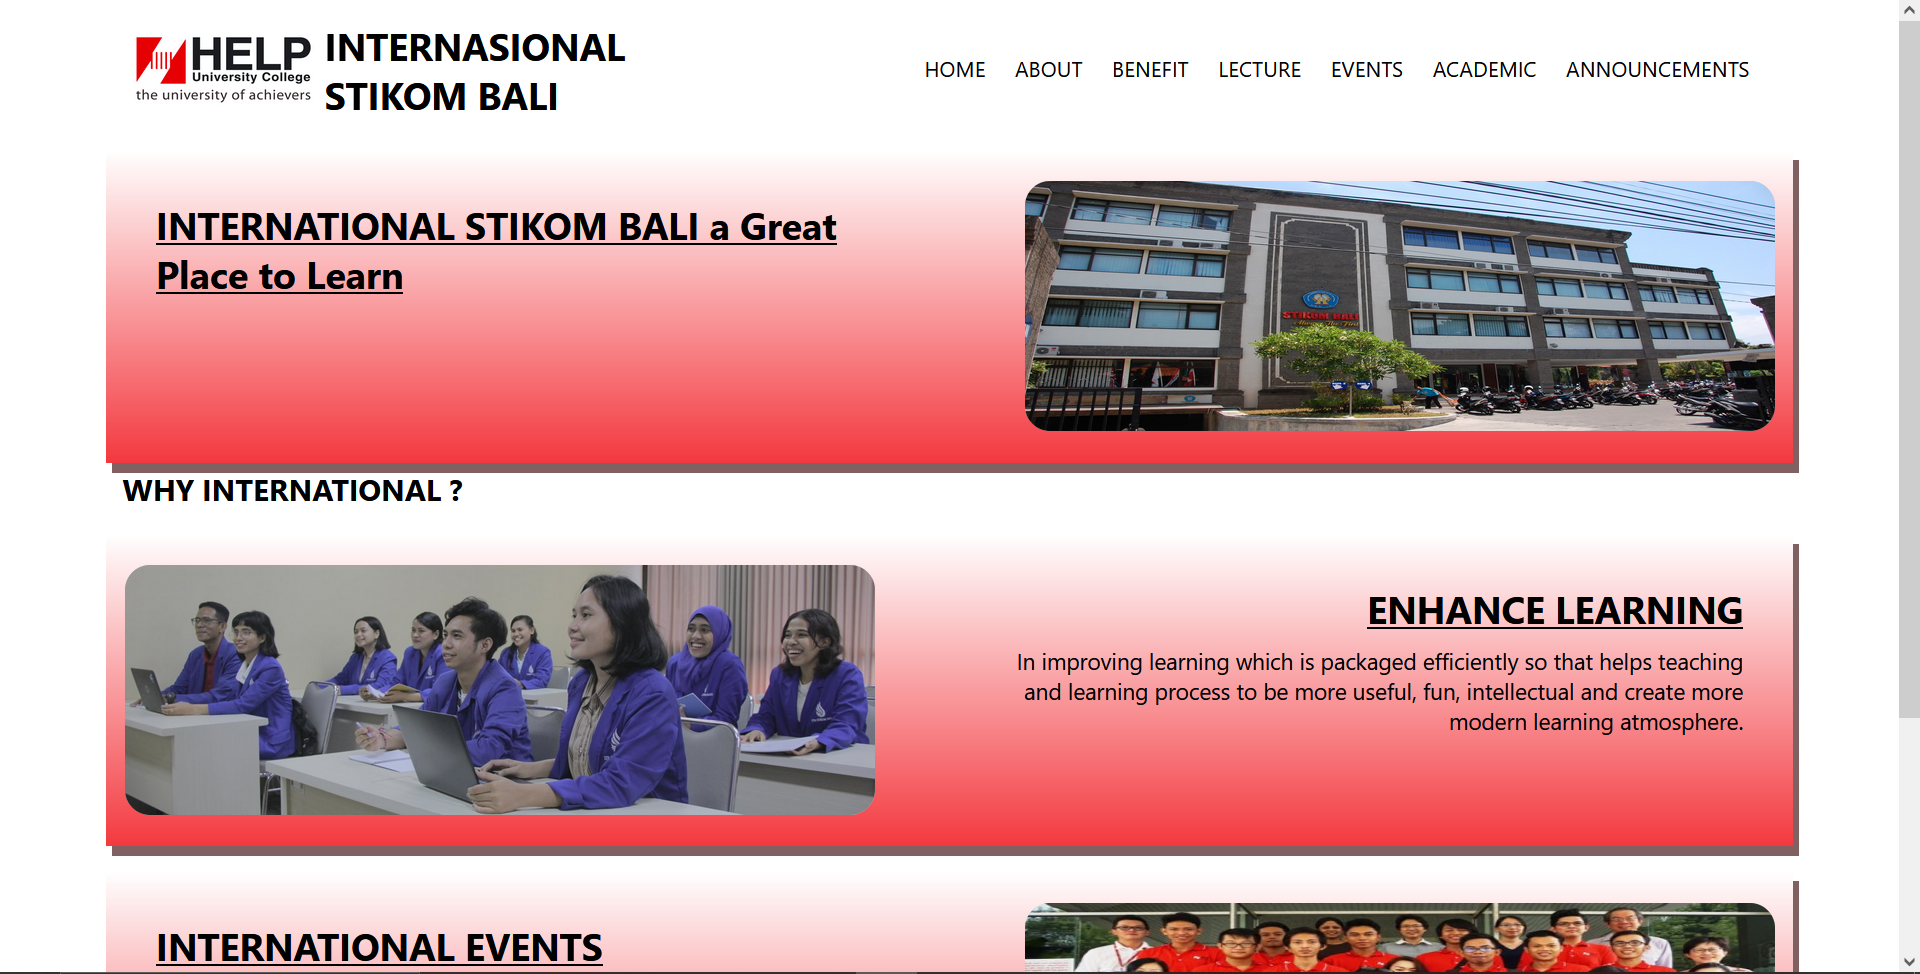 HELP
University College
the university of achievers
INTERNASIONAL
STIKOM BALI
HOME ABOUT BENEFIT LECTURE EVENTS ACADEMIC ANNOUNCEMENTS
INTERNATIONAL STIKOM BALI a Great
Place to Learn
STIKOM BALI
WHY INTERNATIONAL ?
ENHANCE LEARNING
In improving learning which is packaged efficiently so that helps teaching
and learning process to be more useful, fun, intellectual and create more
modern learning atmosphere.
INTERNATIONAL EVENTS